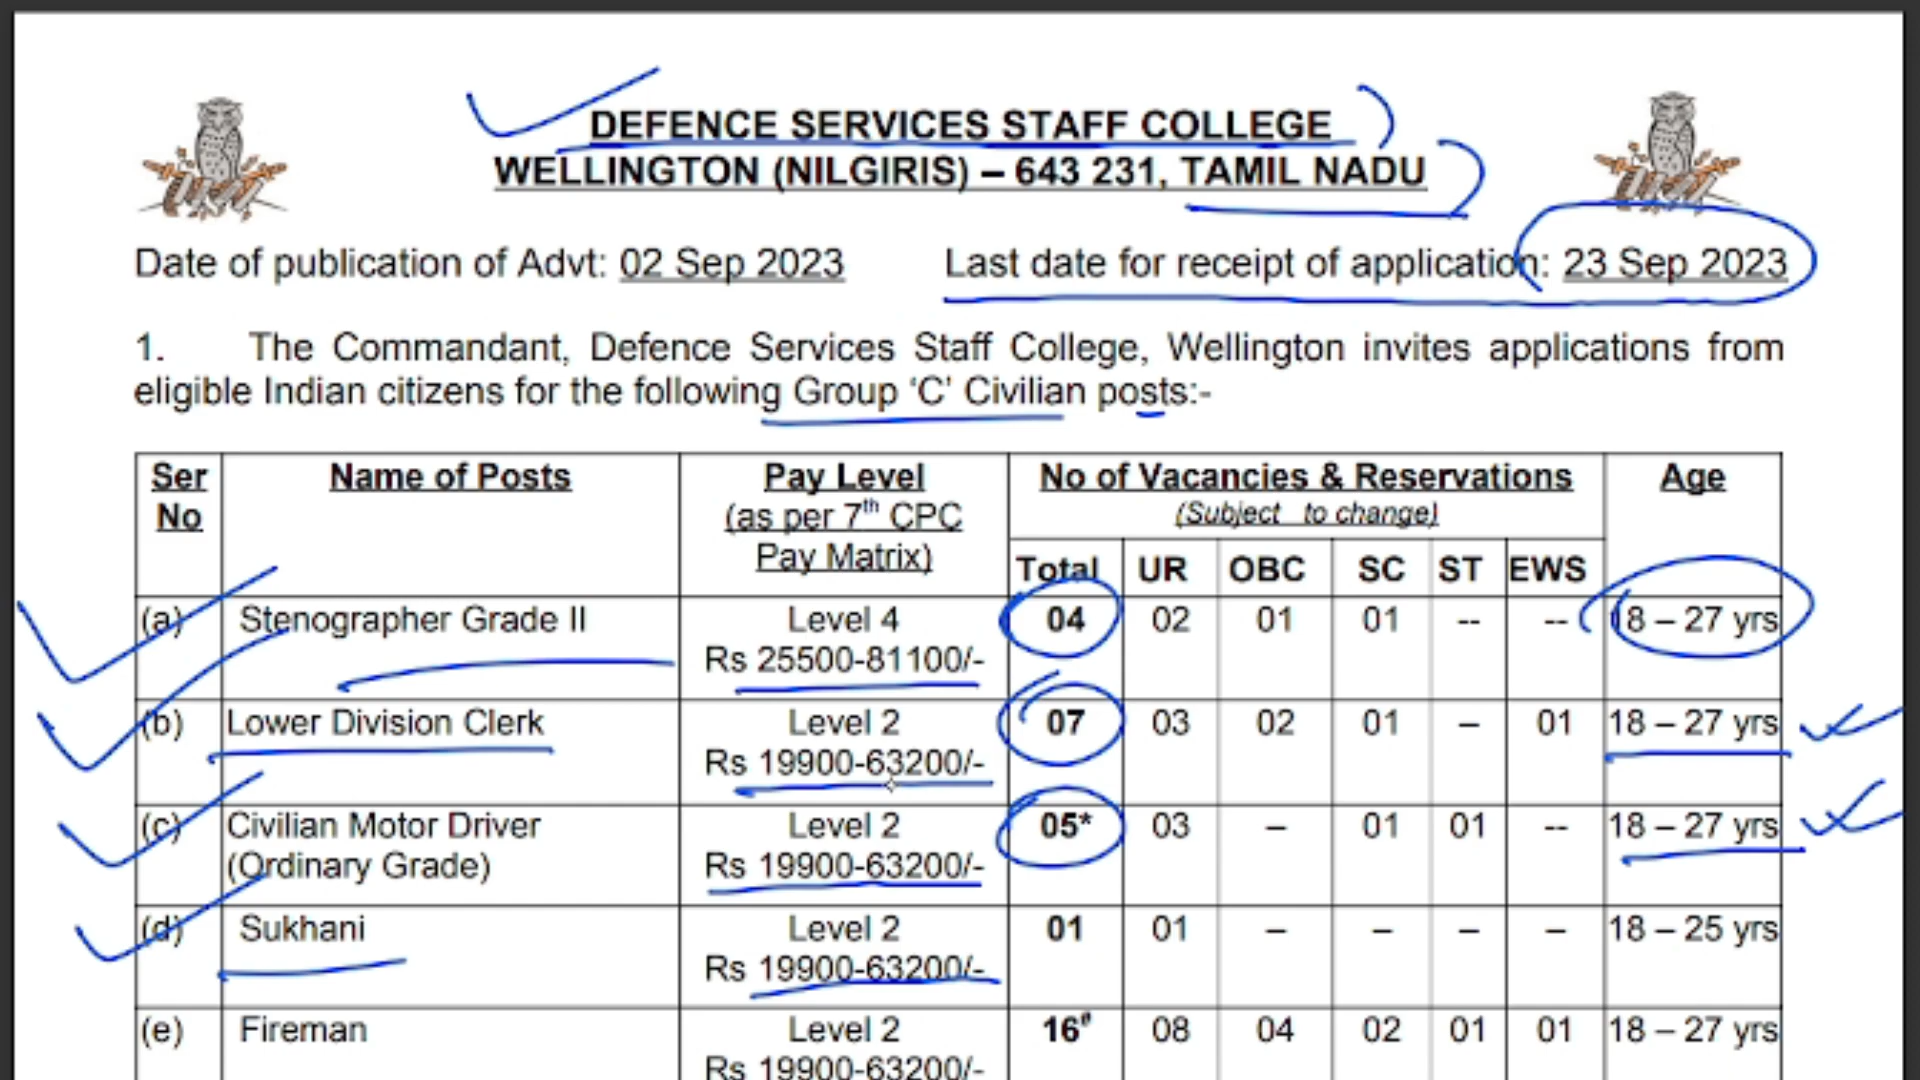 DEFENCE SERVICES STAFF COLLEGE
WELLINGTON (NILGIRIS) – 643 231, TAMIL NADU
Date of publication of Advt: 02 Sep 2023 Last date for receipt of application: 23 Sep 2023
1. The Commandant, Defence Services Staff College, Wellington invites applications from
eligible Indian citizens for the following Group ‘C’ Civilian posts:-
Ser No Name of Posts Pay Level (as per 7th CPC Pay Matrix) No of Vacancies & Reservations (Subject to change) Age
Total UR OBC SC ST EWS
(a) Stenographer Grade II Level 4 04 02 01 01 -- -- 18 – 27 yrs
Rs 25500-81100/-
(b) Lower Division Clerk Level 2 07 03 02 01 – 01 18 – 27 yrs
Rs 19900-63200/-
(c) Civilian Motor Driver Level 2 05* 03 – 01 01 -- 18 – 27 yrs
(Ordinary Grade) Rs 19900-63200/-
(d) Sukhani Level 2 01 01 – – – – 18 – 25 yrs
Rs 19900-63200/-
(e) Fireman Level 2 16# 08 04 02 01 01 18 – 27 yrs
Rs 19900-63200/-